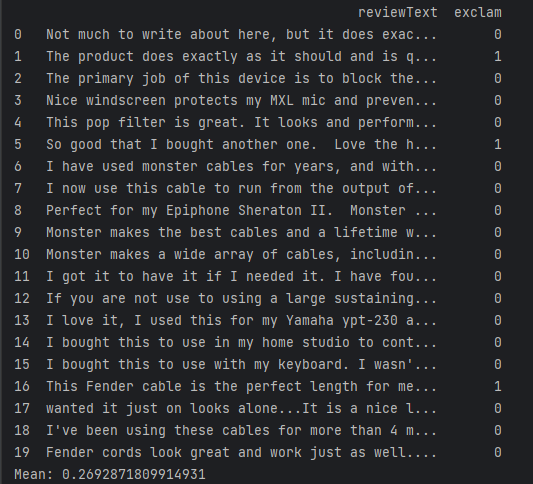 reviewText  exclam
0   Not much to write about here, but it does exac...       0
1   The product does exactly as it should and is q...       1
2   The primary job of this device is to block the...       0
3   Nice windscreen protects my MXL mic and preven...       0
4   This pop filter is great. It looks and perform...       0
5   So good that I bought another one.  Love the h...       1
6   I have used monster cables for years, and with...       0
7   I now use this cable to run from the output of...       0
8   Perfect for my Epiphone Sheraton II.  Monster ...       0
9   Monster makes the best cables and a lifetime w...       0
10  Monster makes a wide array of cables, includin...       0
11  I got it to have it if I needed it. I have fou...       0
12  If you are not use to using a large sustaining...       0
13  I love it, I used this for my Yamaha ypt-230 a...       0
14  I bought this to use in my home studio to cont...       0
15  I bought this to use with my keyboard. I wasn'...       0
16  This Fender cable is the perfect length for me...       1
17  wanted it just on looks alone...It is a nice l...       0
18  I've been using these cables for more than 4 m...       0
19  Fender cords look great and work just as well....       0
Mean: 0.2692871809914931